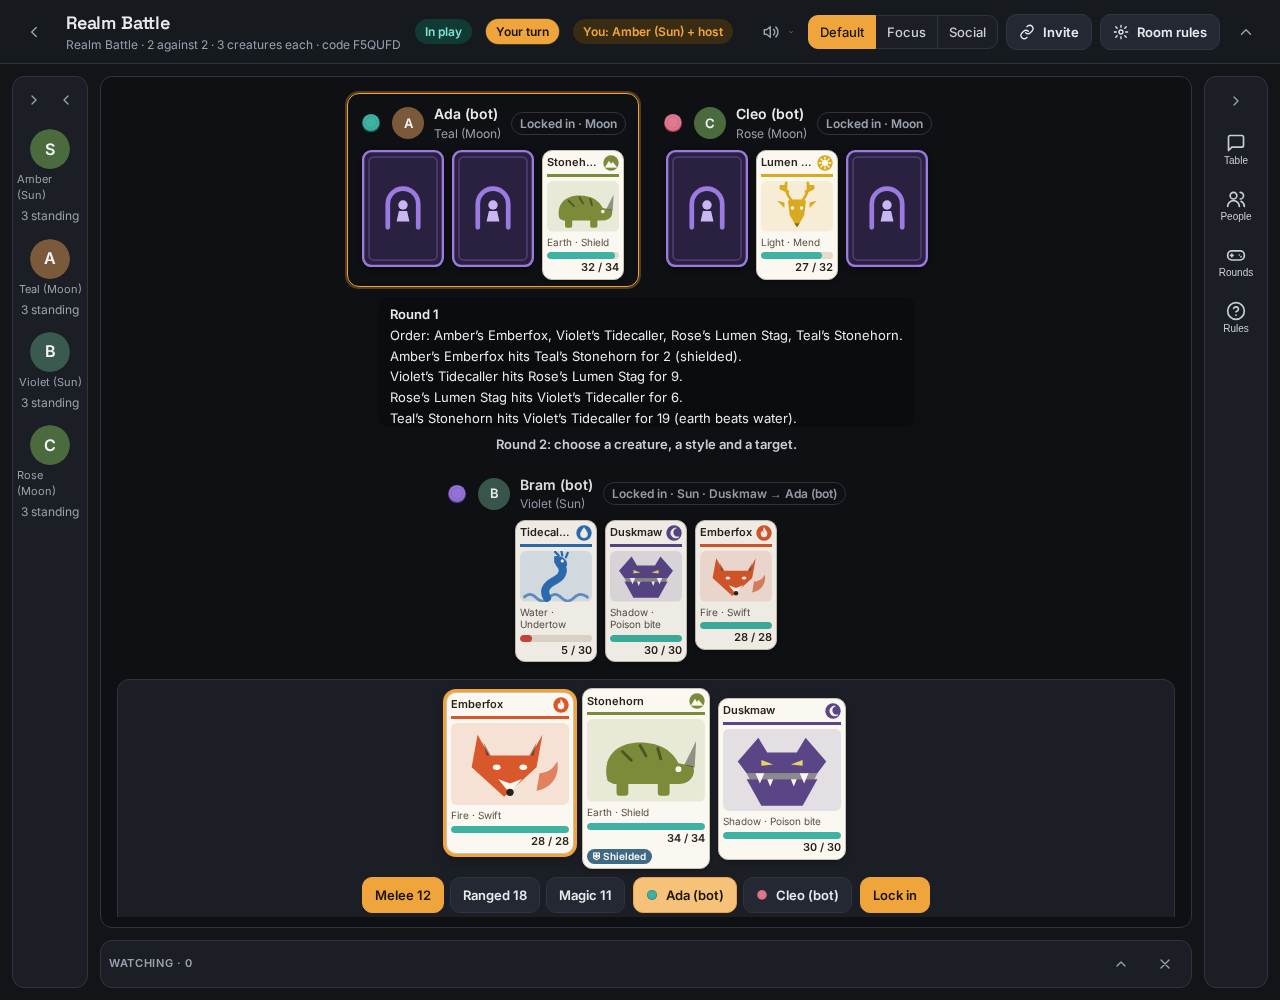 Realm Battle
Realm Battle · 2 against 2 · 3 creatures each · code F5QUFD
In play
Your turn
You: Amber (Sun) + host
Default
Focus
Social
Invite
Room rules
S
Amber (Sun)
3 standing
A
Teal (Moon)
3 standing
B
Violet (Sun)
3 standing
C
Rose (Moon)
3 standing
A
Ada (bot)
Teal (Moon)
Locked in · Moon
Stoneh...
Earth · Shield
32 / 34
C
Cleo (bot)
Rose (Moon)
Locked in · Moon
Lumen ...
Light · Mend
27 / 32
Round 1
Order: Amber’s Emberfox, Violet’s Tidecaller, Rose’s Lumen Stag, Teal’s Stonehorn.
Amber’s Emberfox hits Teal’s Stonehorn for 2 (shielded).
Violet’s Tidecaller hits Rose’s Lumen Stag for 9.
Rose’s Lumen Stag hits Violet’s Tidecaller for 6.
Teal’s Stonehorn hits Violet’s Tidecaller for 19 (earth beats water).
Round 2: choose a creature, a style and a target.
B
Bram (bot)
Violet (Sun)
Locked in · Sun · Duskmaw → Ada (bot)
Tidecal...
Water · Undertow
5 / 30
Duskmaw
Shadow · Poison bite
30 / 30
Emberfox
Fire · Swift
28 / 28
Emberfox
Fire · Swift
28 / 28
Stonehorn
Earth · Shield
34 / 34
Shielded
Duskmaw
Shadow · Poison bite
30 / 30
Melee 12
Ranged 18
Magic 11
Ada (bot)
Cleo (bot)
Lock in
WATCHING · 0
Table
People
Rounds
Rules